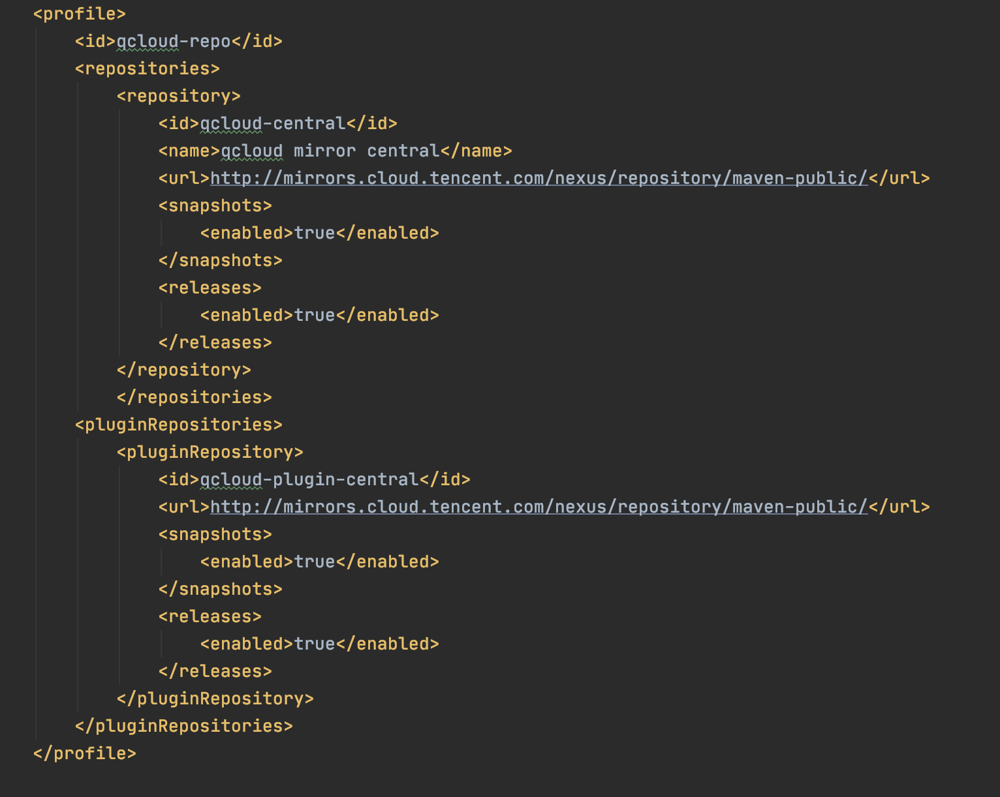 <profile>
    <id>qcloud-repo</id>
    <repositories>
        <repository>
            <id>qcloud-central</id>
            <name>qcloud mirror central</name>
            <url>http://mirrors.cloud.tencent.com/nexus/repository/maven-public/</url>
            <snapshots>
                <enabled>true</enabled>
            </snapshots>
            <releases>
                <enabled>true</enabled>
            </releases>
        </repository>
        </repositories>
    <pluginRepositories>
        <pluginRepository>
            <id>qcloud-plugin-central</id>
            <url>http://mirrors.cloud.tencent.com/nexus/repository/maven-public/</url>
            <snapshots>
                <enabled>true</enabled>
            </snapshots>
            <releases>
                <enabled>true</enabled>
            </releases>
        </pluginRepository>
    </pluginRepositories>
</profile>